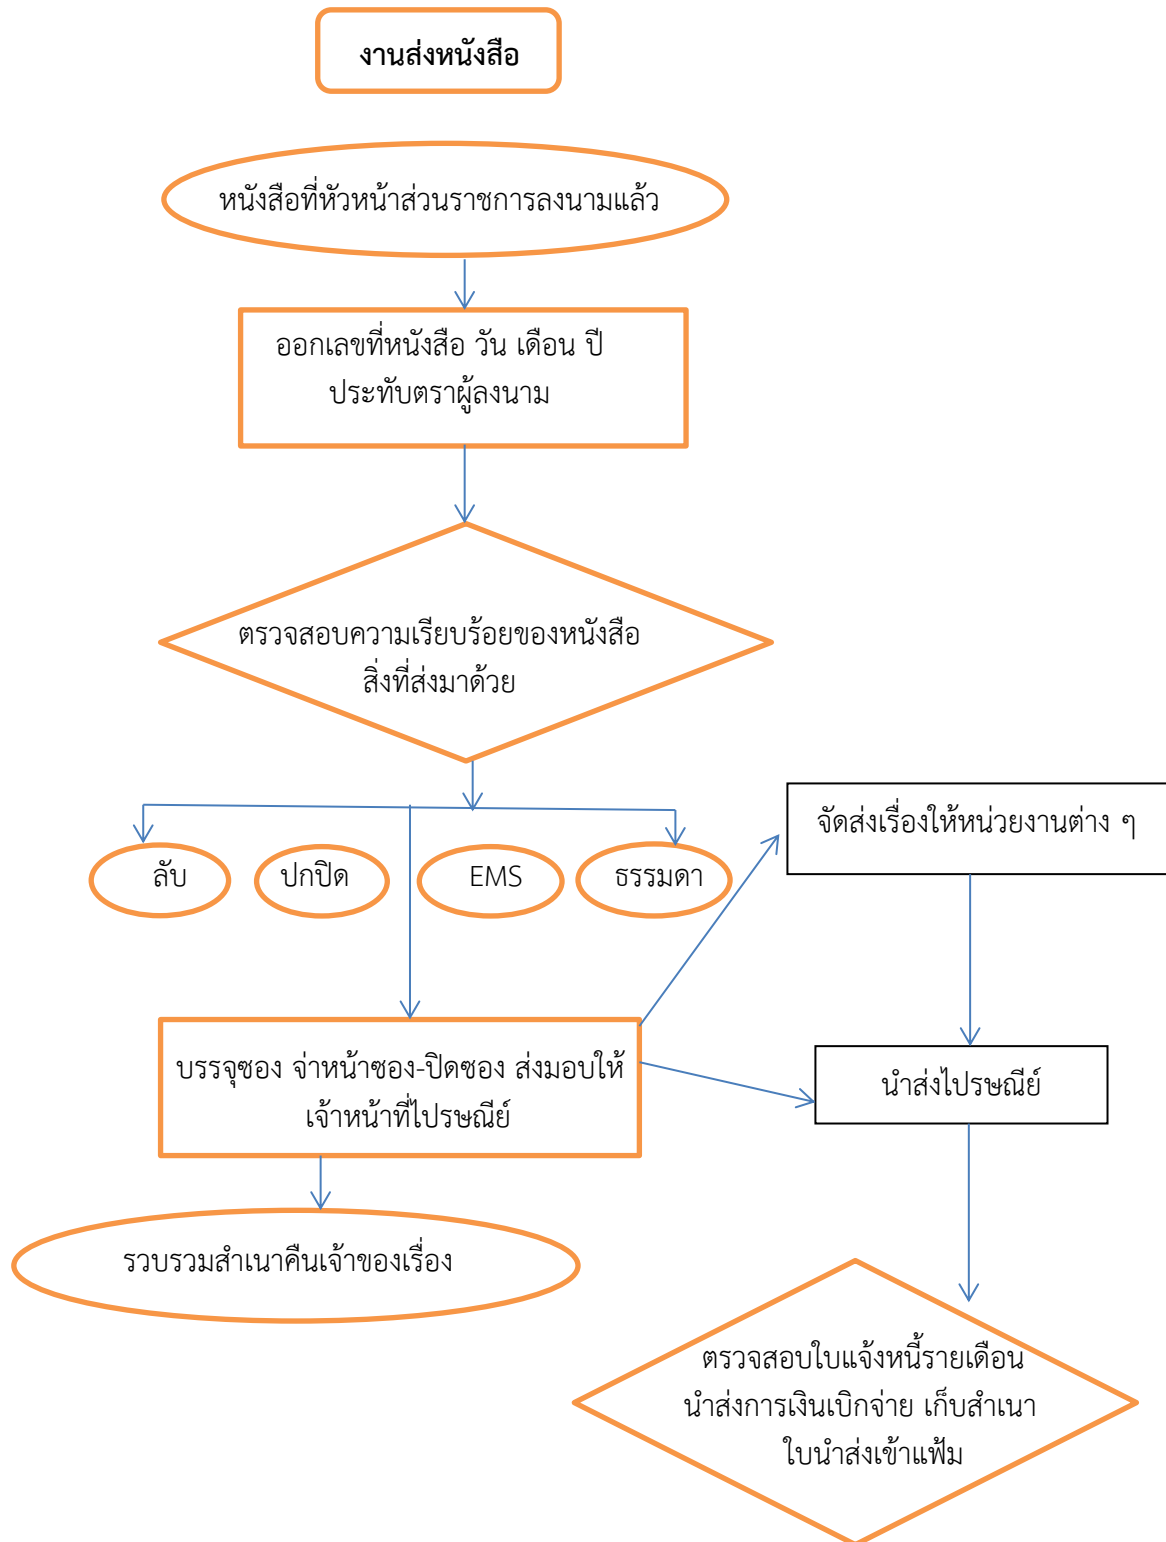 งานส่งหนังสือ
หนังสือที่หัวหน้าส่วนราชการลงนามแล้ว
ออกเลขที่หนังสือ วัน เดือน ปี
ประทับตราผู้ลงนาม
ตรวจสอบความเรียบร้อยของหนังสือ
สิ่งที่ส่งมาด้วย
ลับ
ปกปิด
EMS
ธรรมดา
จัดส่งเรื่องให้หน่วยงานต่าง ๆ
บรรจุซอง จ่าหน้าซอง-ปิดซอง ส่งมอบให้
เจ้าหน้าที่ไปรษณีย์
นำส่งไปรษณีย์
รวบรวมสำเนาคืนเจ้าของเรื่อง
ตรวจสอบใบแจ้งหนี้รายเดือน
นำส่งการเงินเบิกจ่าย เก็บสำเนา
ใบนำส่งเข้าแฟ้ม